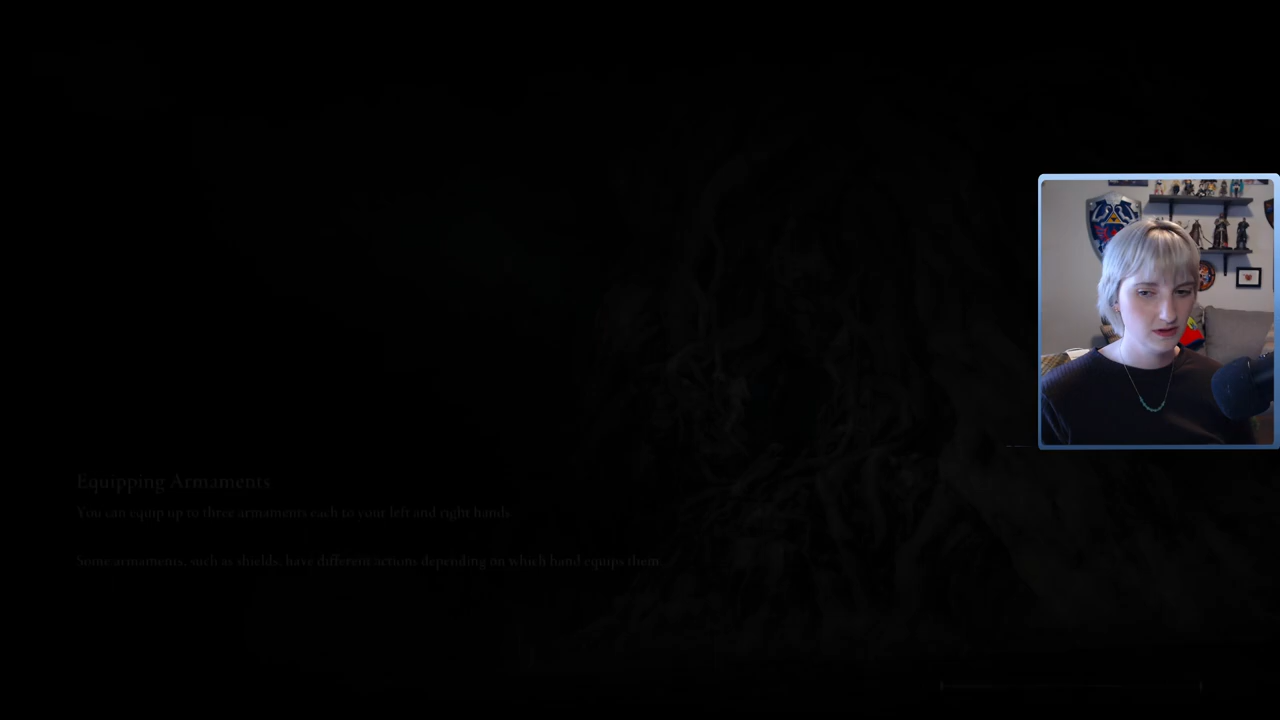 Equipping Armaments
You can equip up to three armaments each to your left and right hands.
Some armaments, such as shields, have different actions depending on which hand equips them.